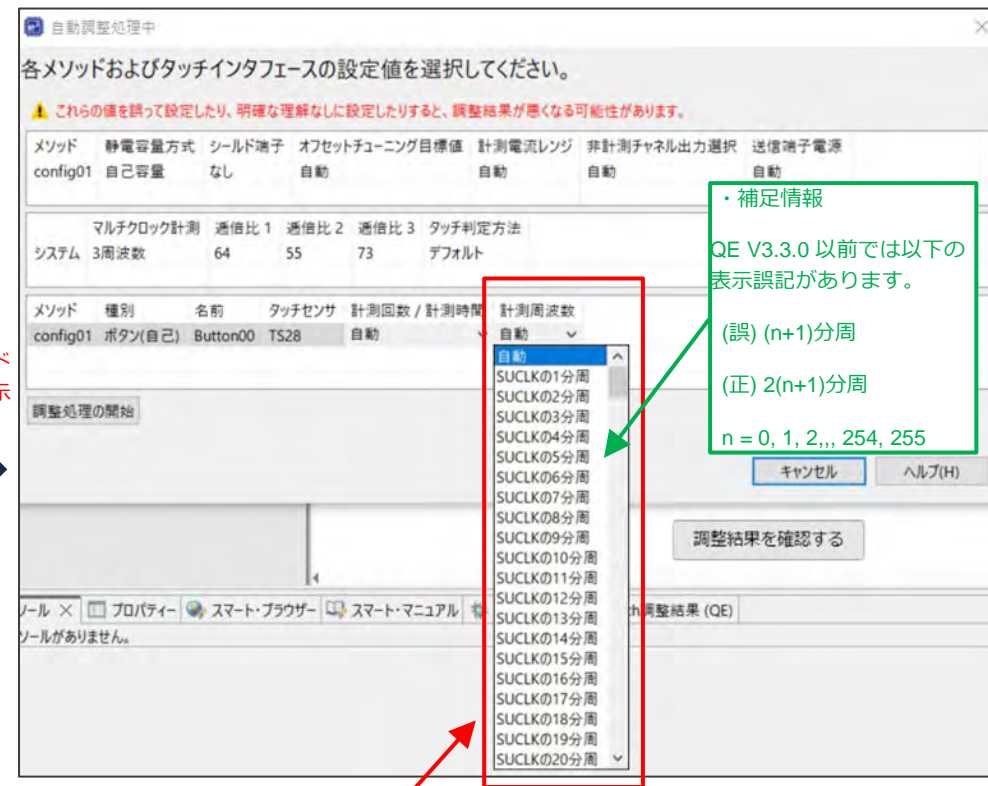 自動調整処理中
各メソッドおよびタッチインタフェースの設定値を選択してください。
これらの値を誤って設定したり、明確な理解なしに設定したりすると、調整結果が悪くなる可能性があります。
メソッド 静電容量方式 シールド端子 オフセットチューニング目標値 計測電流レンジ 非計測チャネル出力選択 送信端子電源
config01 自己容量 なし 自動 自動 自動 自動
マルチクロック計測 逓倍比 1 逓倍比 2 逓倍比 3 タッチ判定方法
システム 3周波数 64 55 73 デフォルト
メソッド 種別 名前 タッチセンサ 計測回数 / 計測時間 計測周波数
config01 ボタン(自己) Button00 TS28 自動 自動
自動
SUCLKの1分周
SUCLKの2分周
SUCLKの3分周
SUCLKの4分周
SUCLKの5分周
SUCLKの6分周
SUCLKの7分周
SUCLKの8分周
SUCLKの9分周
SUCLKの10分周
SUCLKの11分周
SUCLKの12分周
SUCLKの13分周
SUCLKの14分周
SUCLKの15分周
SUCLKの16分周
SUCLKの17分周
SUCLKの18分周
SUCLKの19分周
SUCLKの20分周
・補足情報
QE V3.3.0 以前では以下の
表示誤記があります。
(誤) (n+1)分周
(正) 2(n+1)分周
n = 0, 1, 2,,, 254, 255
ド
示
調整処理の開始
キャンセル ヘルプ(H)
調整結果を確認する
ソール プロパティー スマート・ブラウザー スマート・マニュアル h調整結果 (QE)
ソールがありません。